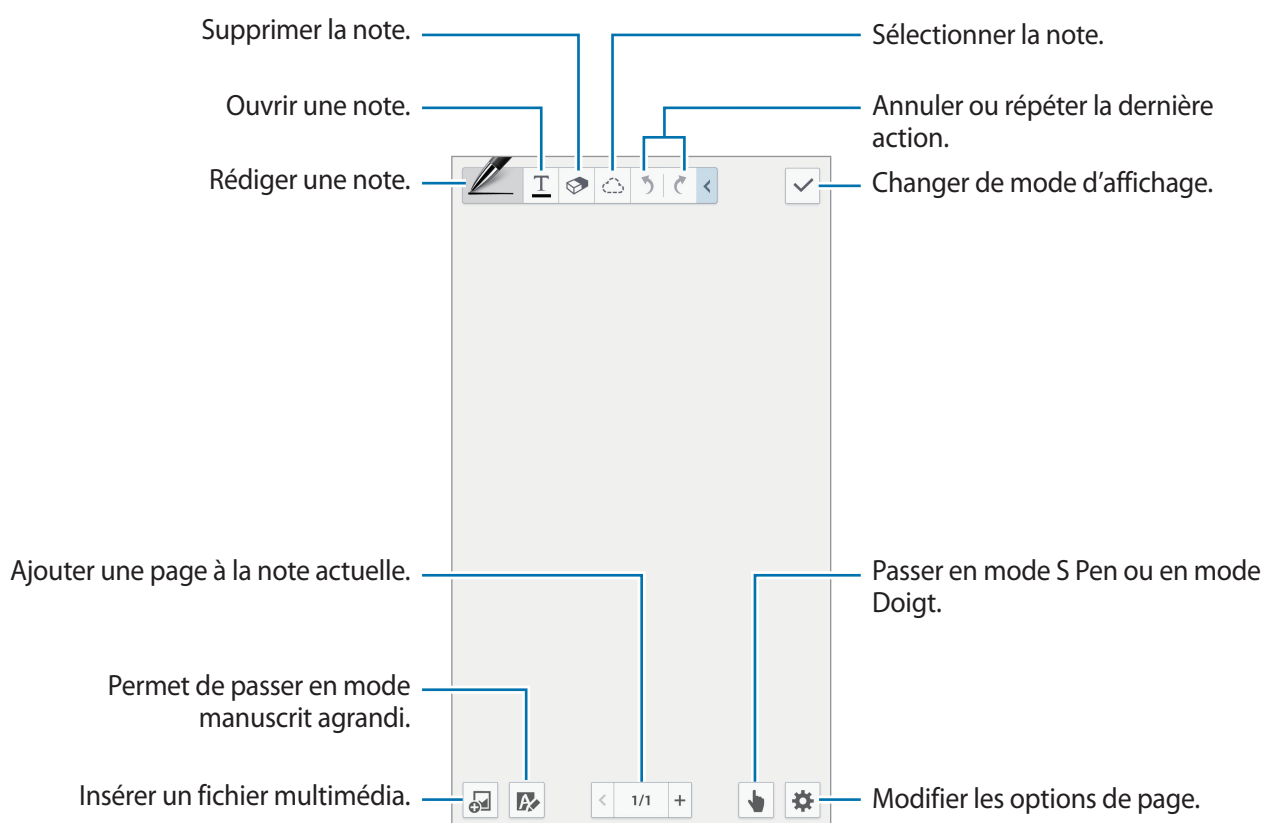 Supprimer la note.
Sélectionner la note.
Ouvrir une note.
Annuler ou répéter la dernière
action.
Rédiger une note.
T
Changer de mode d'affichage.
Ajouter une page à la note actuelle.
Passer en mode S Pen ou en mode
Doigt.
Permet de passer en mode
manuscrit agrandi.
Insérer un fichier multimédia.
A
< 1/1 +
Modifier les options de page.